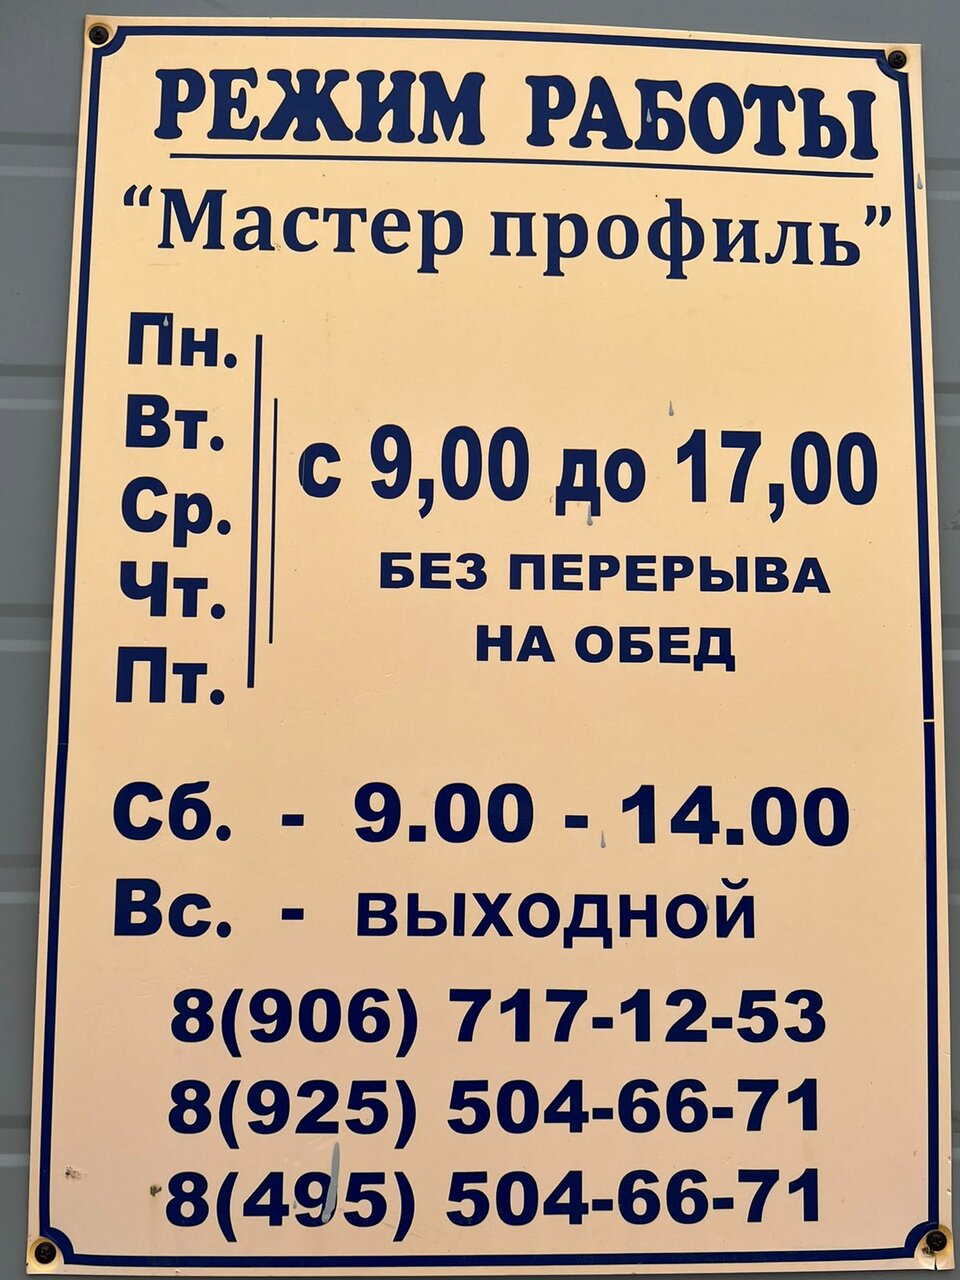 РЕЖИМ РАБОТЫ
“Мастер профиль”
Пн.
Вт.
Ср.
Чт.
Пт.
с 9,00 до 17,00
БЕЗ ПЕРЕРЫВА
НА ОБЕД
Сб. - 9.00 - 14.00
Вс. - ВЫХОДНОЙ
8(906) 717-12-53
8(925) 504-66-71
8(495) 504-66-71